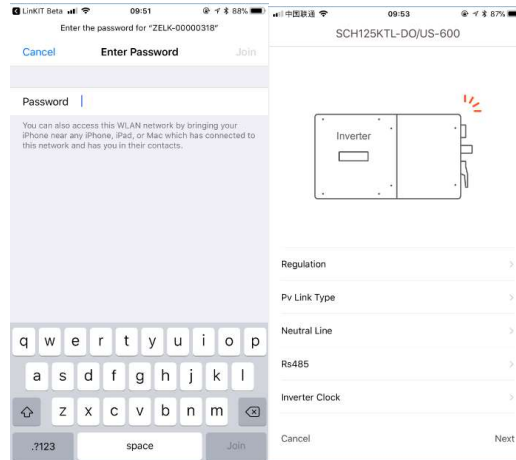 LinKIT Beta 09:51 88%
Enter the password for “ZELK-00000318”
Cancel Enter Password Join
Password
You can also access this WLAN network by bringing your
iPhone near any iPhone, iPad, or Mac which has connected to
this network and has you in their contacts.
q w e r t y u i o p
a s d f g h j k l
z x c v b n m
.?123 space Join
中国联通 09:53 87%
SCH125KTL-DO/US-600
Inverter
Regulation
Pv Link Type
Neutral Line
Rs485
Inverter Clock
Cancel Next